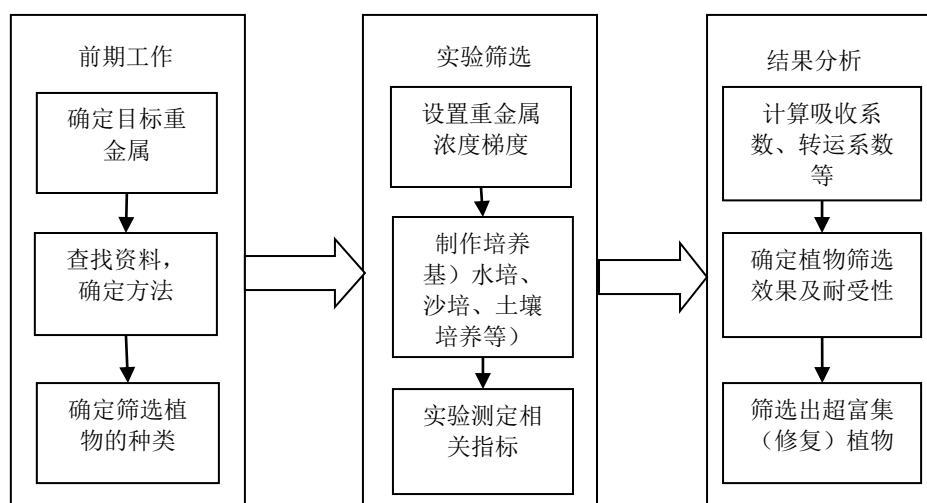 前期工作
确定目标重
金属
查找资料，
确定方法
确定筛选植
物的种类
实验筛选
设置重金属
浓度梯度
制作培养
基）水培、
沙培、土壤
培养等）
实验测定相
关指标
结果分析
计算吸收系
数、转运系数
等
确定植物筛选
效果及耐受性
筛选出超富集
（修复）植物